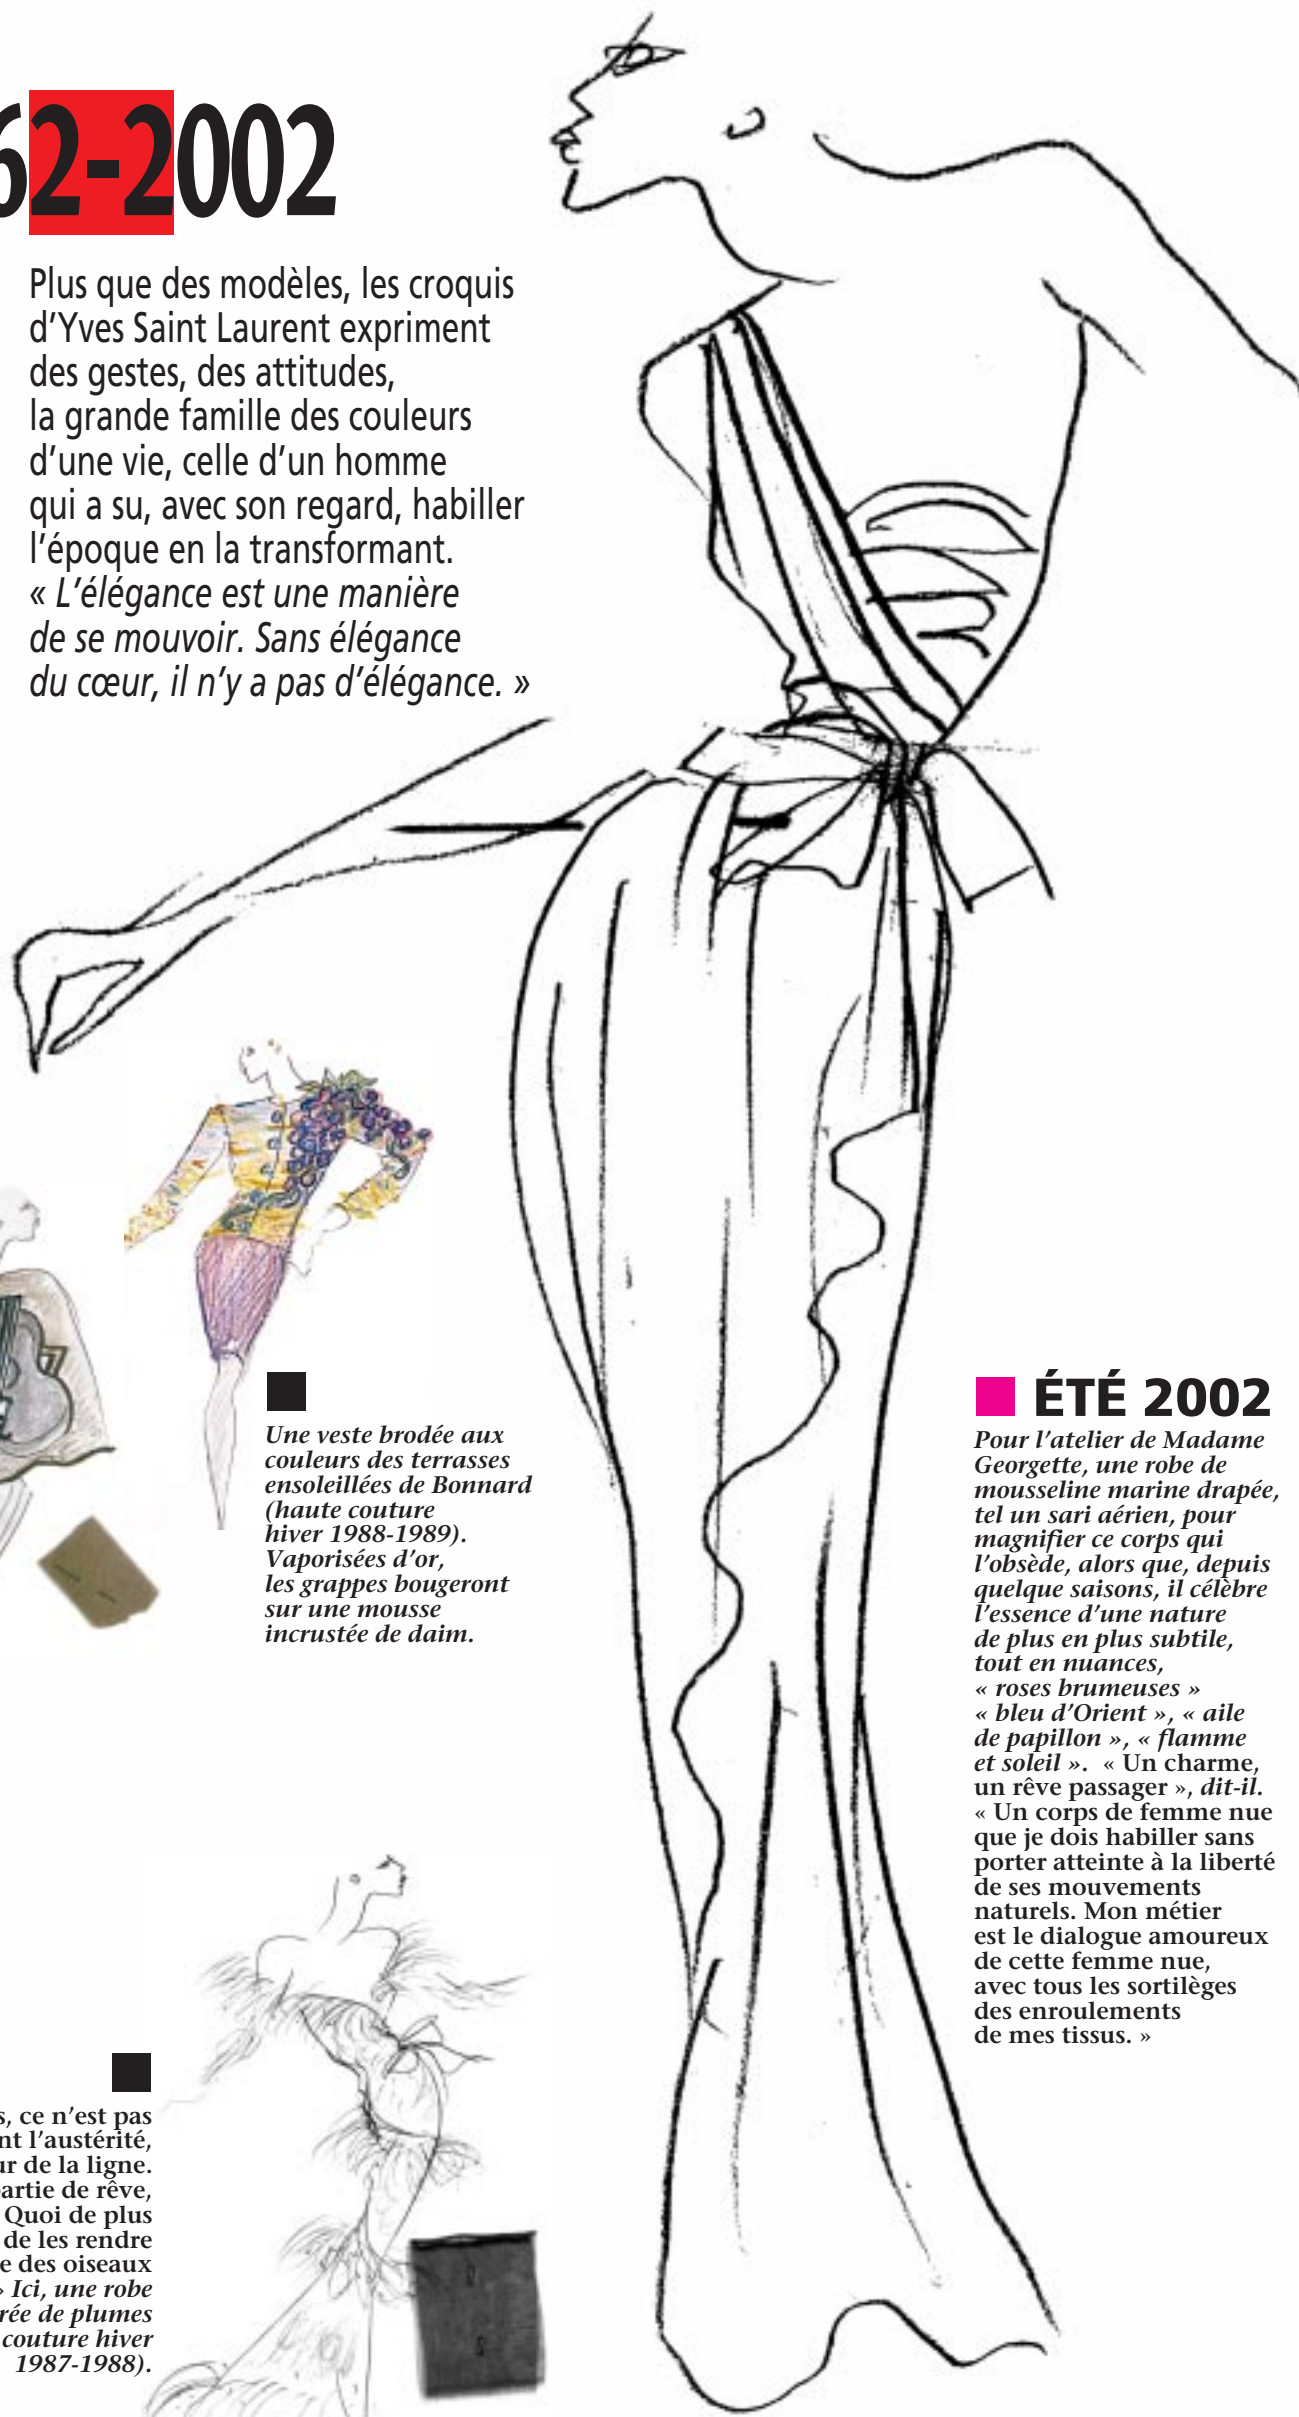 62-2002
Plus que des modèles, les croquis
d’Yves Saint Laurent expriment
des gestes, des attitudes,
la grande famille des couleurs
d’une vie, celle d’un homme
qui a su, avec son regard, habiller
l’époque en la transformant.
« L’élégance est une manière
de se mouvoir. Sans élégance
du cœur, il n’y a pas d’élégance. »
Une veste brodée aux
couleurs des terrasses
ensoleillées de Bonnard
(haute couture
hiver 1988-1989).
Vaporisées d’or,
les grappes bougeront
sur une mousse
incrustée de daim.
ÉTÉ 2002
Pour l’atelier de Madame
Georgette, une robe de
mousseline marine drapée,
tel un sari aérien, pour
magnifier ce corps qui
l’obsède, alors que, depuis
quelque saisons, il célèbre
l’essence d’une nature
de plus en plus subtile,
tout en nuances,
« roses brumeuses »
« bleu d’Orient », « aile
de papillon », « flamme
et soleil ». « Un charme,
un rêve passager », dit-il.
« Un corps de femme nue
que je dois habiller sans
porter atteinte à la liberté
de ses mouvements
naturels. Mon métier
est le dialogue amoureux
de cette femme nue,
avec tous les sortilèges
des enroulements
de mes tissus. »
, ce n’est pas
l’austérité,
de la ligne.
de rêve,
Quoi de plus
de les rendre
des oiseaux
» Ici, une robe
de plumes
couture hiver
1987-1988).